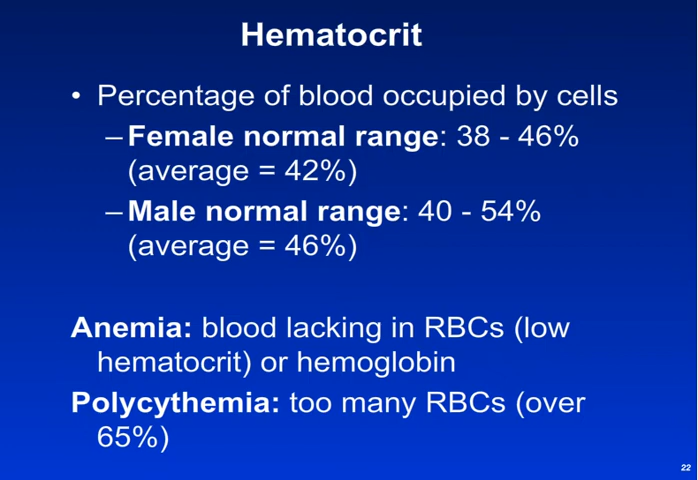 Hematocrit
• Percentage of blood occupied by cells
–Female normal range: 38 - 46%
(average = 42%)
–Male normal range: 40 - 54%
(average = 46%)
Anemia: blood lacking in RBCs (low
hematocrit) or hemoglobin
Polycythemia: too many RBCs (over
65%)
22